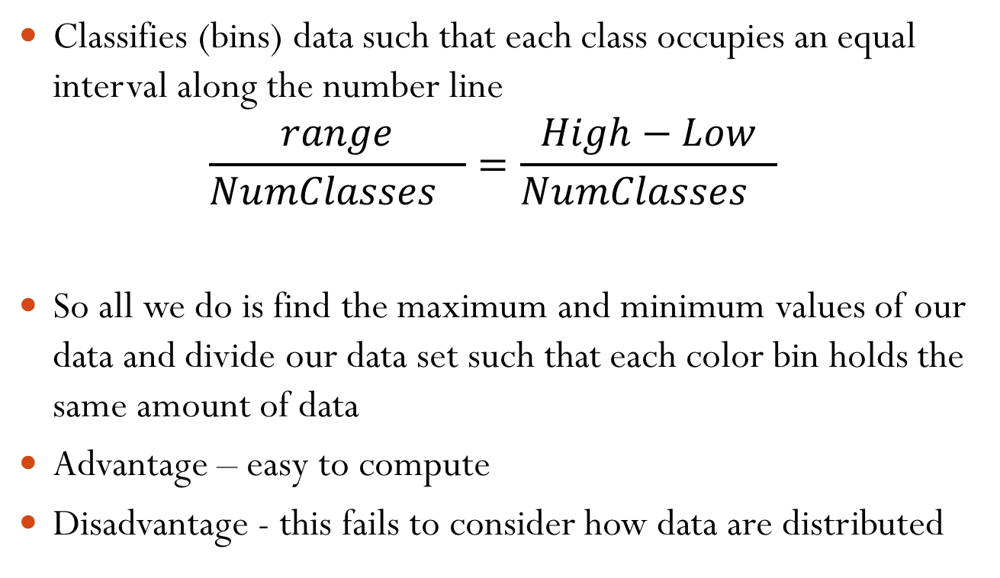 • Classifies (bins) data such that each class occupies an equal
interval along the number line
range / NumClasses = High − Low / NumClasses
• So all we do is find the maximum and minimum values of our
data and divide our data set such that each color bin holds the
same amount of data
• Advantage – easy to compute
• Disadvantage - this fails to consider how data are distributed